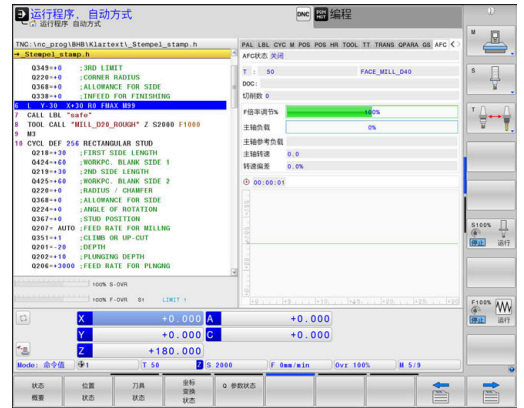 运行程序、自动方式
运行程序 自动方式
DNC
编程
TNC:\nc_prog\BHB\Klartext\_Stempel_stamp.h
→_Stempel_stamp.h
Q349=+0 ;3RD LIMIT
Q220=+0 ;CORNER RADIUS
Q368=+0 ;ALLOWANCE FOR SIDE
Q338=+0 ;INFEED FOR FINISHING
6 L Y-30 X+30 R0 FMAX M99
7 CALL LBL "safe"
8 TOOL CALL "MILL_D20_ROUGH" Z S2000 F1000
9 M3
10 CYCL DEF 256 RECTANGULAR STUD
Q218=+30 ;FIRST SIDE LENGTH
Q424=+60 ;WORKPC. BLANK SIDE 1
Q219=+30 ;2ND SIDE LENGTH
Q425=+60 ;WORKPC. BLANK SIDE 2
Q220=+0 ;RADIUS / CHAMFER
Q368=+0 ;ALLOWANCE FOR SIDE
Q224=+0 ;ANGLE OF ROTATION
Q367=+0 ;STUD POSITION
Q207= AUTO ;FEED RATE FOR MILLNG
Q351=+1 ;CLIMB OR UP-CUT
Q201=-20 ;DEPTH
Q202=+10 ;PLUNGING DEPTH
Q206=+3000 ;FEED RATE FOR PLNGNG
100% S-OVR
100% F-OVR S1 LIMIT 1
PAL LBL CYC M POS POS HR TOOL TT TRANS QPARA GS AFC
AFC状态 关闭
T : 50 FACE_MILL_D40
DOC:
切削数 0
F倍率调节% 100%
主轴负载 0%
主轴参考负载
主轴转速 0.0
转速偏差 0.0%
00:00:01
X +0.000 A +0.000
Y +0.000 C +0.000
Z +180.000
Mode: 命令值 1 T 50 Z S 2000 F 0mm/min Ovr 100% M 5/9
状态 概要
位置 状态
刀具 状态
坐标 变换 状态
Q 参数状态
M
S
T
S100%
停止 运行
F100%
停止 运行